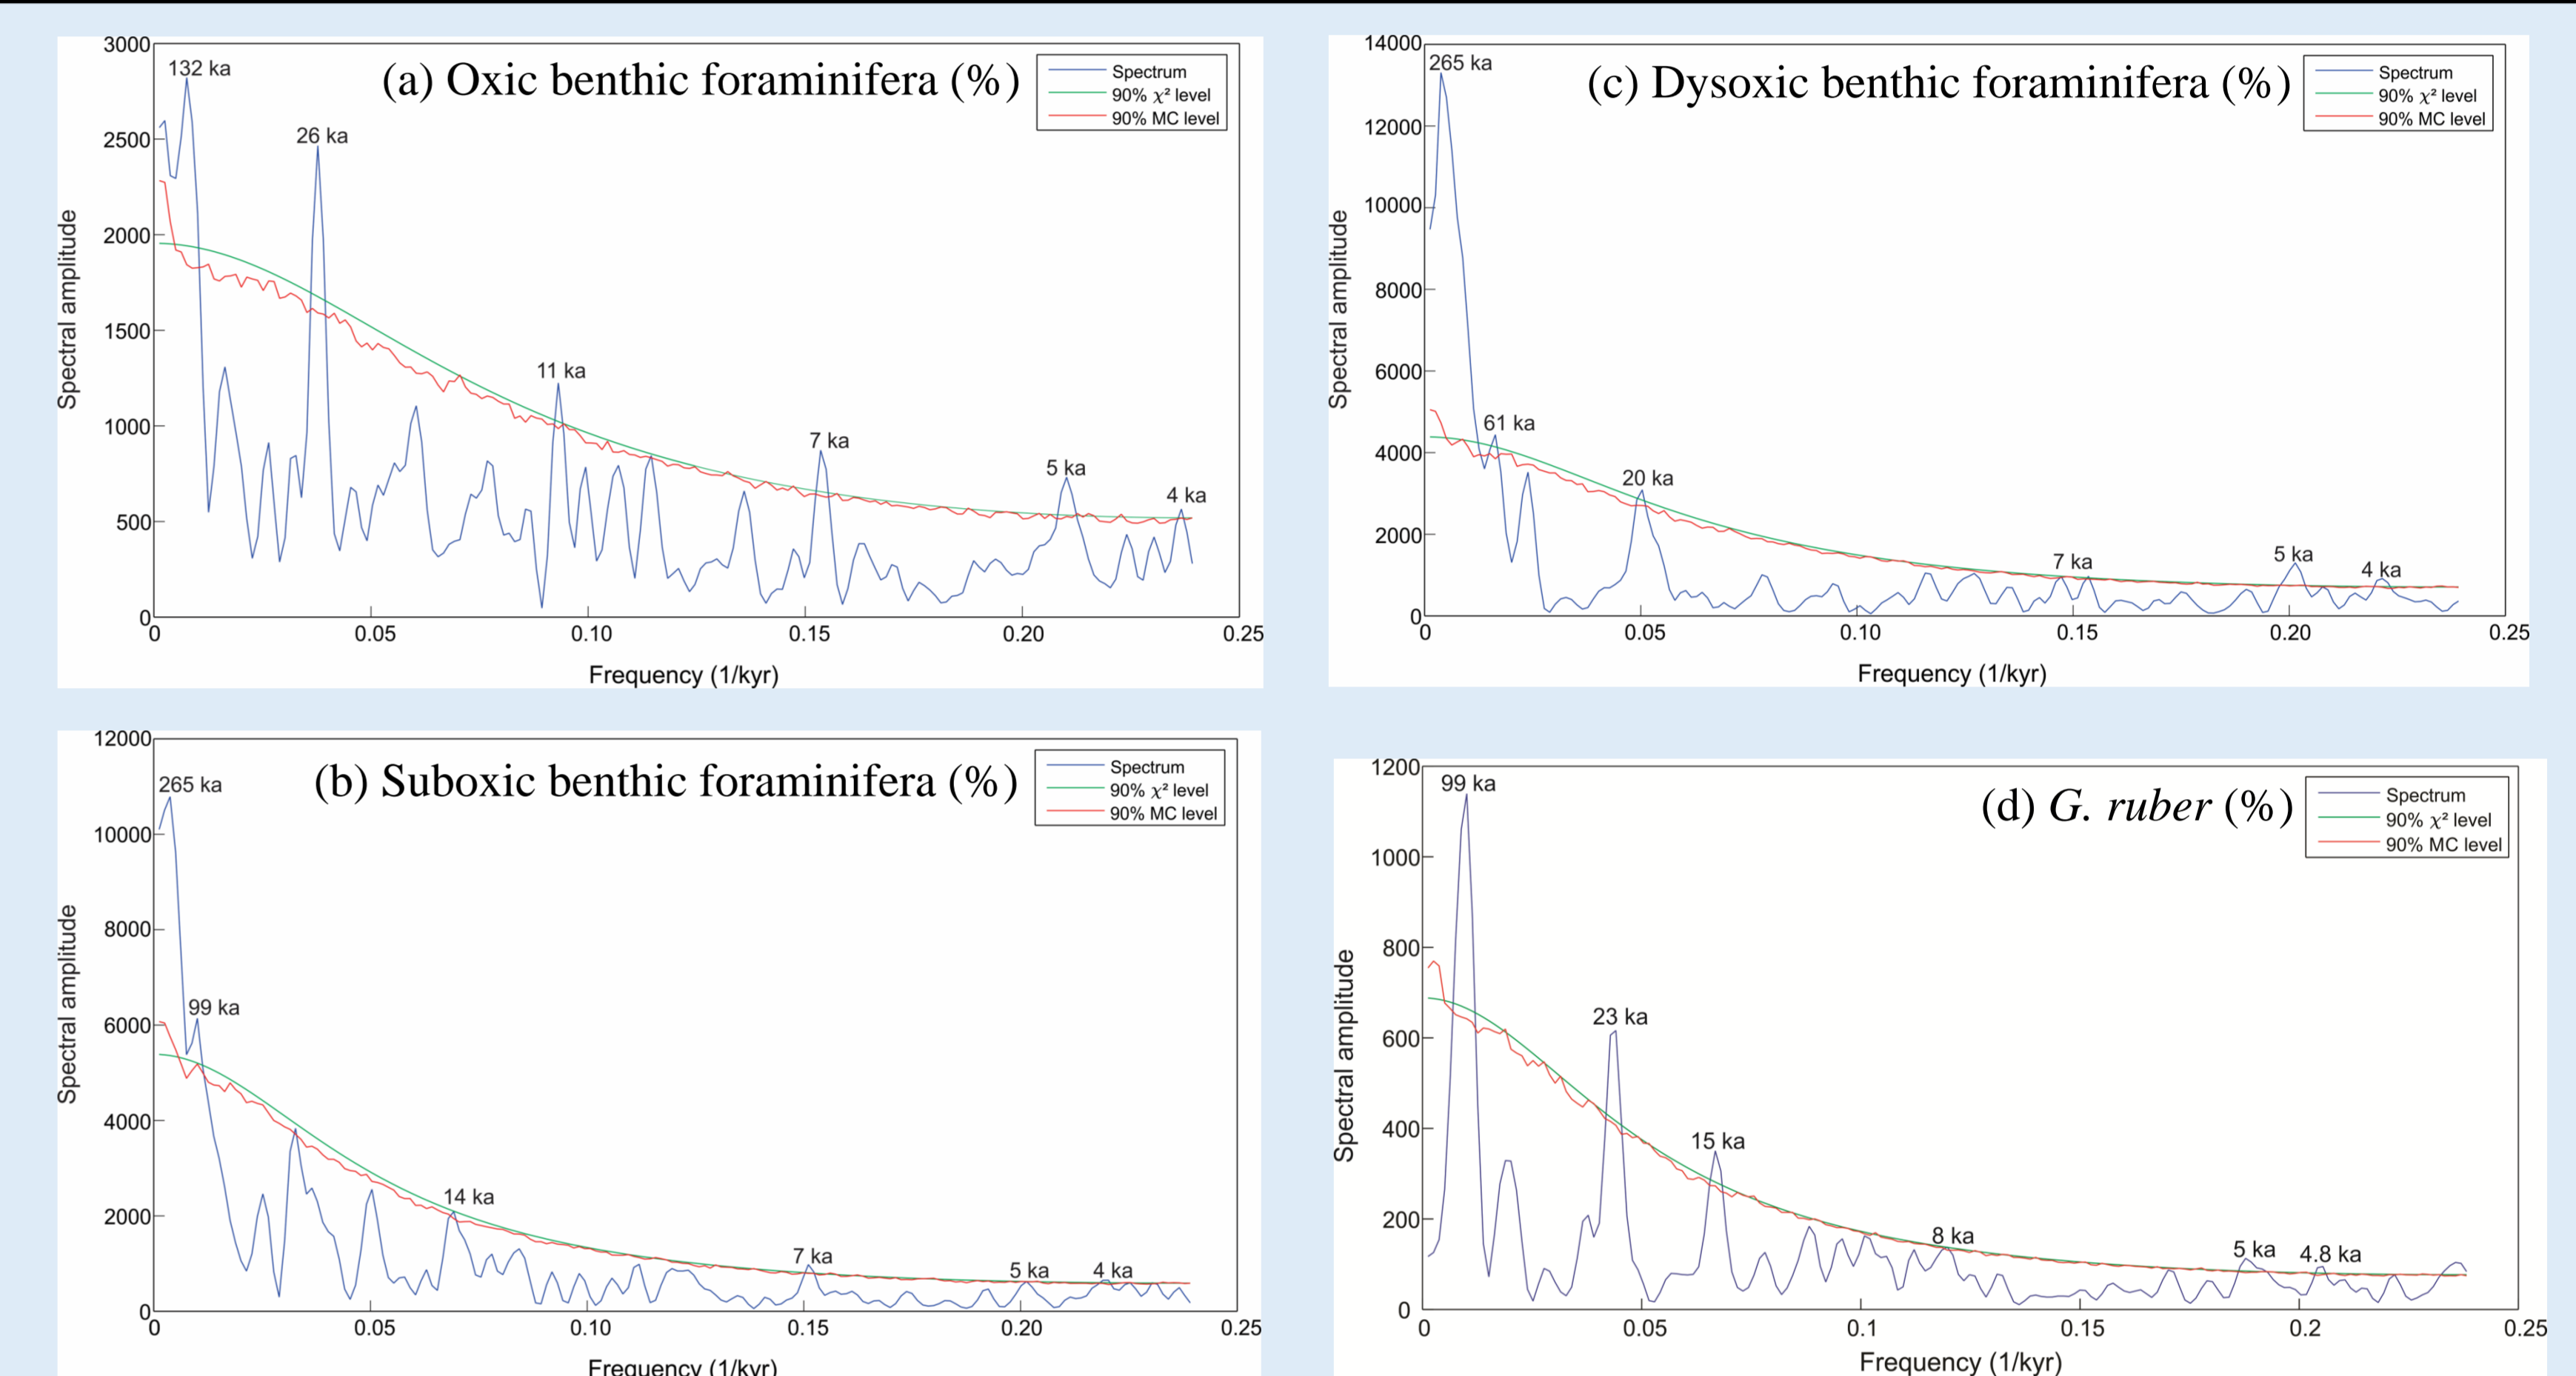 (a) Oxic benthic foraminifera (%)
Spectrum
90% χ² level
90% MC level
Spectral amplitude
3000
2500
2000
1500
1000
500
0
132 ka
26 ka
11 ka
7 ka
5 ka
4 ka
0 0.05 0.10 0.15 0.20 0.25
Frequency (1/kyr)
(c) Dysoxic benthic foraminifera (%)
Spectrum
90% χ² level
90% MC level
Spectral amplitude
14000
12000
10000
8000
6000
4000
2000
0
265 ka
61 ka
20 ka
7 ka
5 ka
4 ka
0 0.05 0.10 0.15 0.20 0.25
Frequency (1/kyr)
(b) Suboxic benthic foraminifera (%)
Spectrum
90% χ² level
90% MC level
Spectral amplitude
12000
10000
8000
6000
4000
2000
0
265 ka
99 ka
14 ka
7 ka
5 ka
4 ka
0 0.05 0.10 0.15 0.20 0.25
Frequency (1/kyr)
(d) G. ruber (%)
Spectrum
90% χ² level
90% MC level
Spectral amplitude
1200
1000
800
600
400
200
0
99 ka
23 ka
15 ka
8 ka
5 ka
4.8 ka
0 0.05 0.1 0.15 0.2 0.25
Frequency (1/kyr)